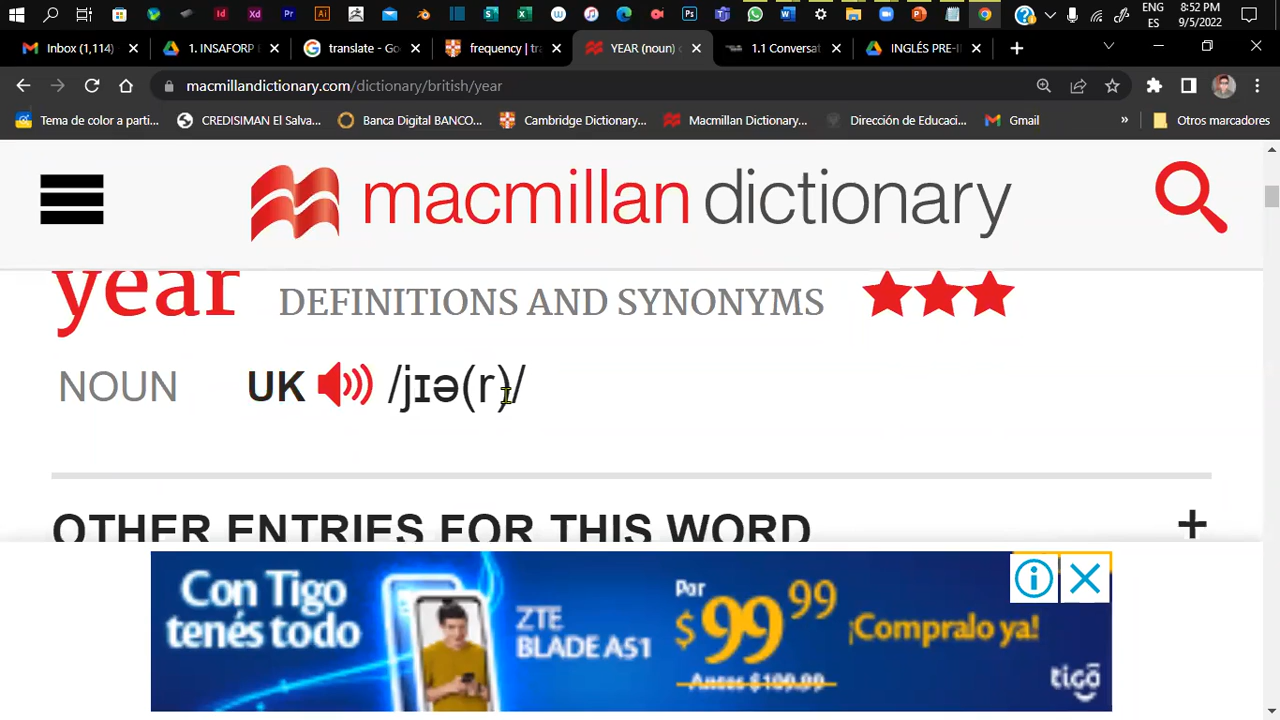 8:52 PM
ENG
ES
9/5/2022
Inbox (1,114)
1. INSAFORP
translate - Go
frequency | tra
YEAR (noun)
1.1 Conversat
INGLÉS PRE-I
macmillandictionary.com/dictionary/british/year
Tema de color a parti...
CREDISIMAN El Salva...
Banca Digital BANCO...
Cambridge Dictionary...
Macmillan Dictionary...
Dirección de Educaci...
Gmail
»
Otros marcadores
macmillan dictionary
year DEFINITIONS AND SYNONYMS
NOUN UK /jɪə(r)/
OTHER ENTRIES FOR THIS WORD +
Con Tigo
tenés todo
ZTE
BLADE A51
Por
$99.99
Antes $109.99
¡Compralo ya!
tigo